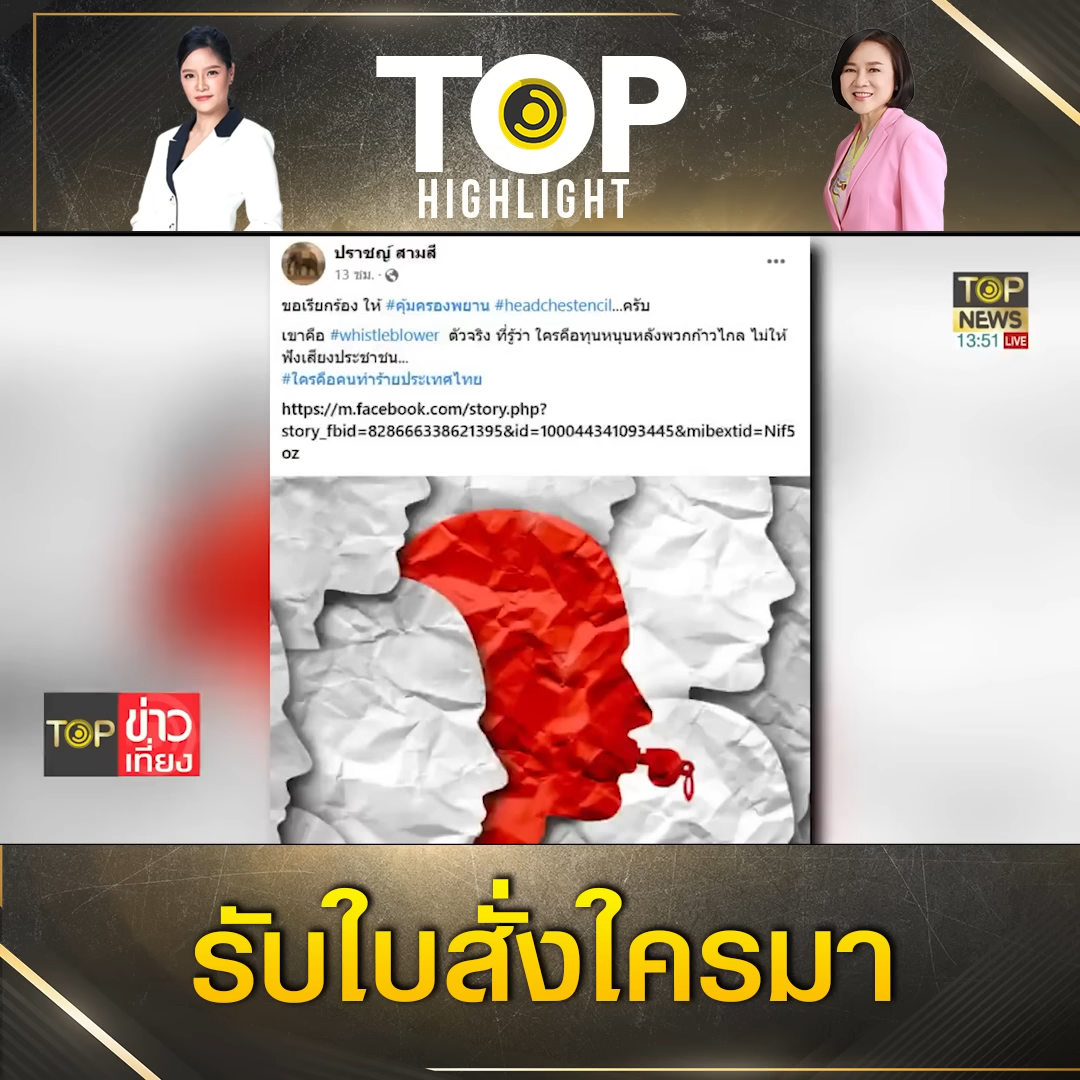 TOP
HIGHLIGHT
ปราชญ์ สามสี
13 ชม. ·
ขอเรียกร้อง ให้ #คุ้มครองพยาน #headchestencil...ครับ
เขาคือ #whistleblower ตัวจริง ที่รู้ว่า ใครคือทุนหนุนหลังพวกก้าวไกล ไม่ให้
ฟังเสียงประชาชน...
#ใครคือคนทำร้ายประเทศไทย
https://m.facebook.com/story.php?
story_fbid=828666338621395&id=100044341093445&mibextid=Nif5
oz
TOP
NEWS
13:51 LIVE
TOP ข่าว
เที่ยง
รับใบสั่งใครมา